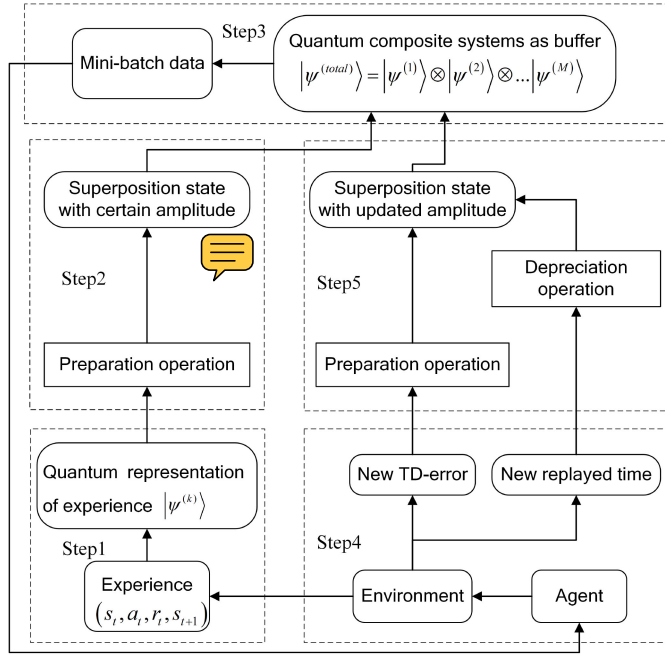 Step3
Mini-batch data
Quantum composite systems as buffer
|ψ^(total)⟩ = |ψ^(1)⟩ ⊗ |ψ^(2)⟩ ⊗ ...|ψ^(M)⟩
Superposition state
with certain amplitude
Step2
Preparation operation
Superposition state
with updated amplitude
Step5
Depreciation
operation
Preparation operation
Quantum representation
of experience |ψ^(k)⟩
Step1
Experience
(s_t, a_t, r_t, s_{t+1})
New TD-error
New replayed time
Step4
Environment
Agent